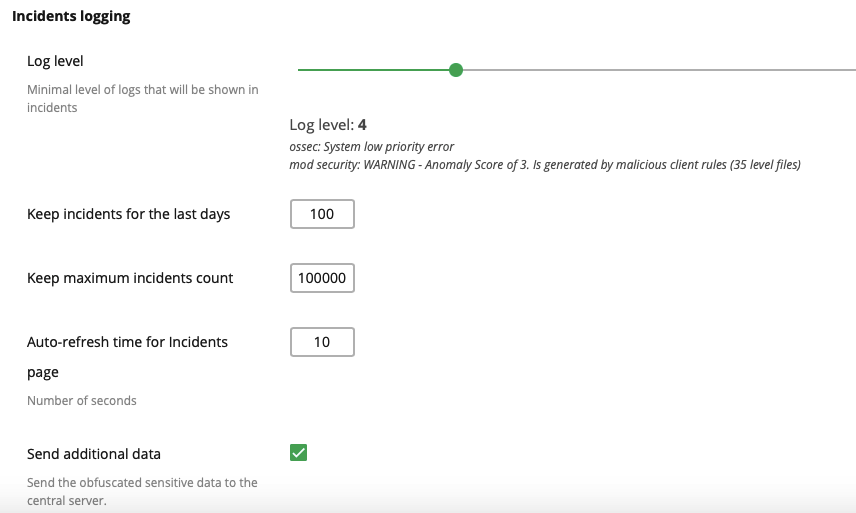 Incidents logging
Log level
Minimal level of logs that will be shown in
incidents
Log level: 4
ossec: System low priority error
mod security: WARNING - Anomaly Score of 3. Is generated by malicious client rules (35 level files)
Keep incidents for the last days
100
Keep maximum incidents count
100000
Auto-refresh time for Incidents
page
10
Number of seconds
Send additional data
Send the obfuscated sensitive data to the
central server.